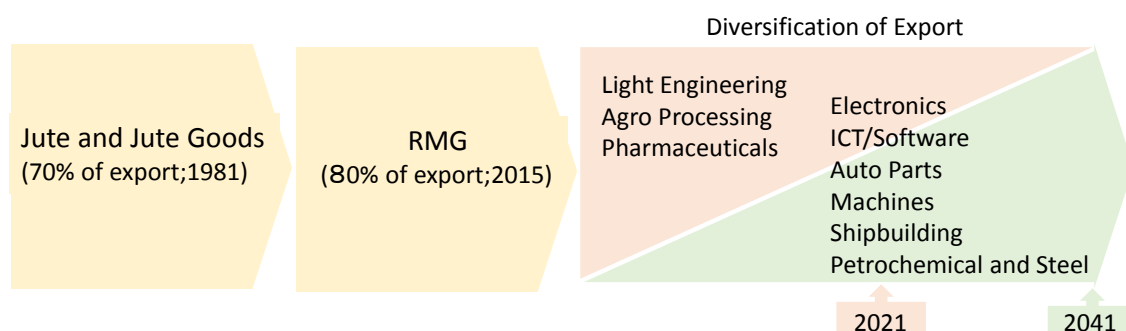 Diversification of Export
Jute and Jute Goods
(70% of export;1981)
RMG
(80% of export;2015)
Light Engineering
Agro Processing
Pharmaceuticals
Electronics
ICT/Software
Auto Parts
Machines
Shipbuilding
Petrochemical and Steel
2021
2041